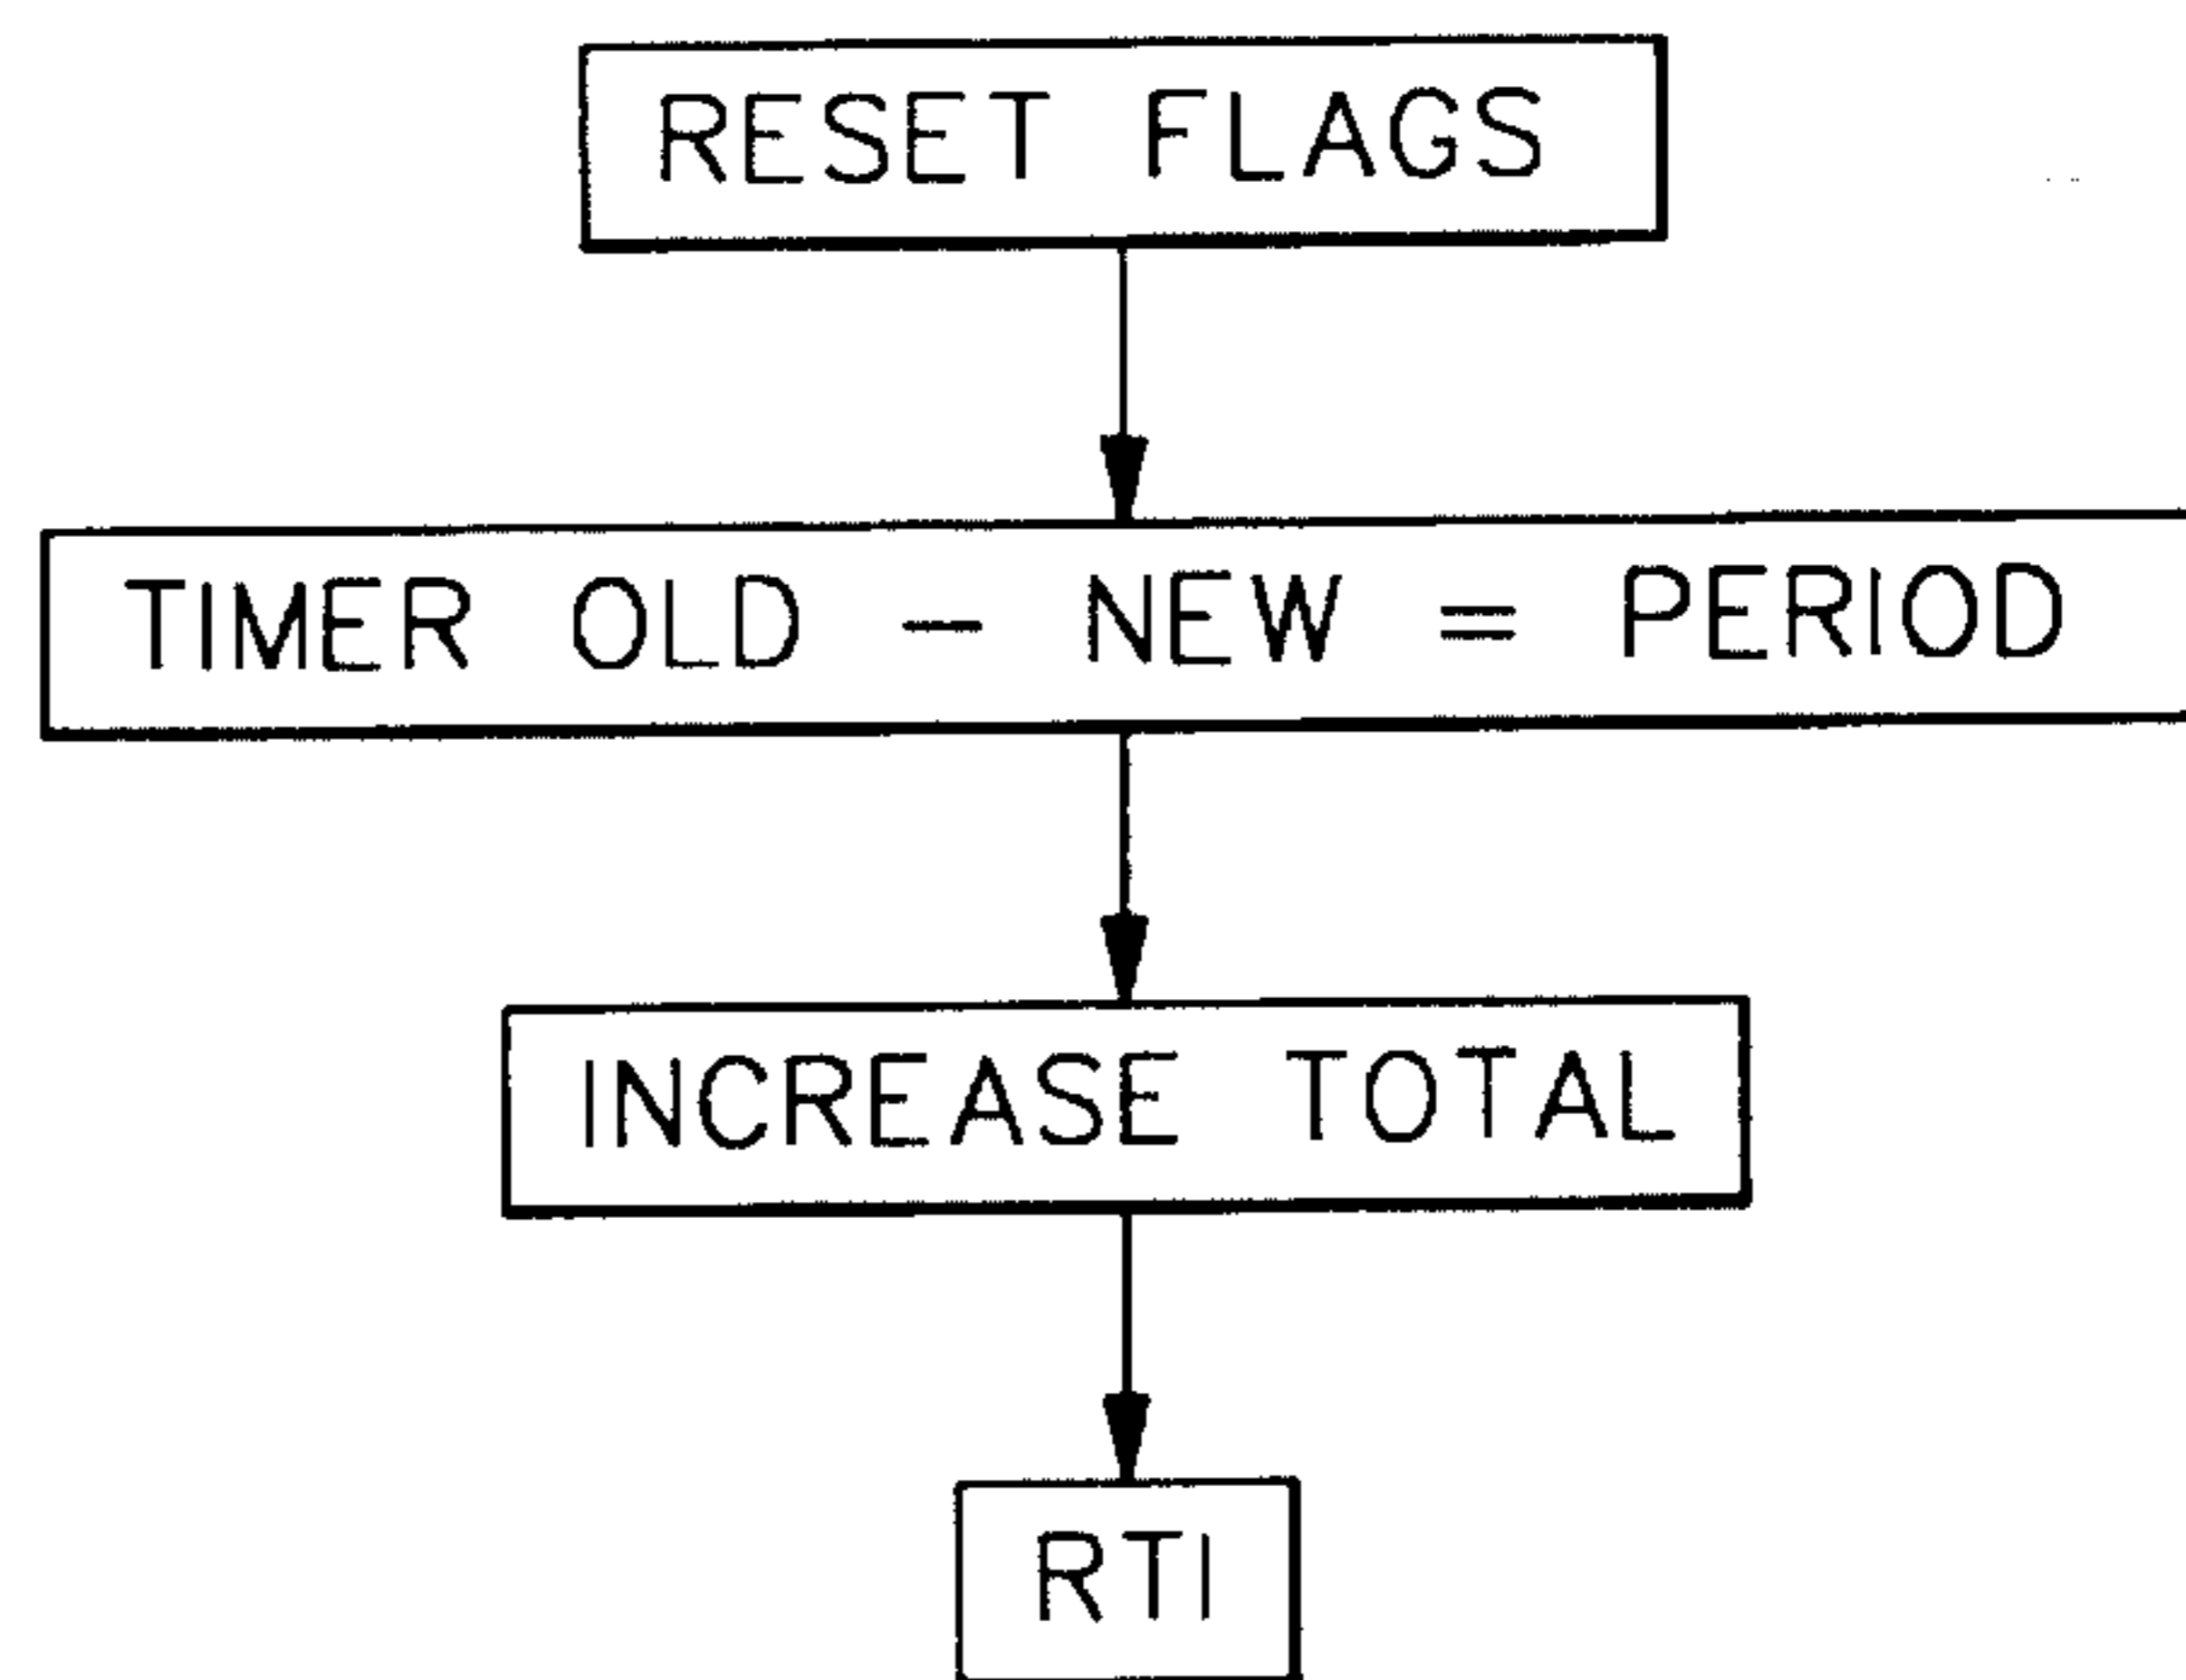 RESET FLAGS
TIMER OLD - NEW = PERIOD
INCREASE TOTAL
RTI